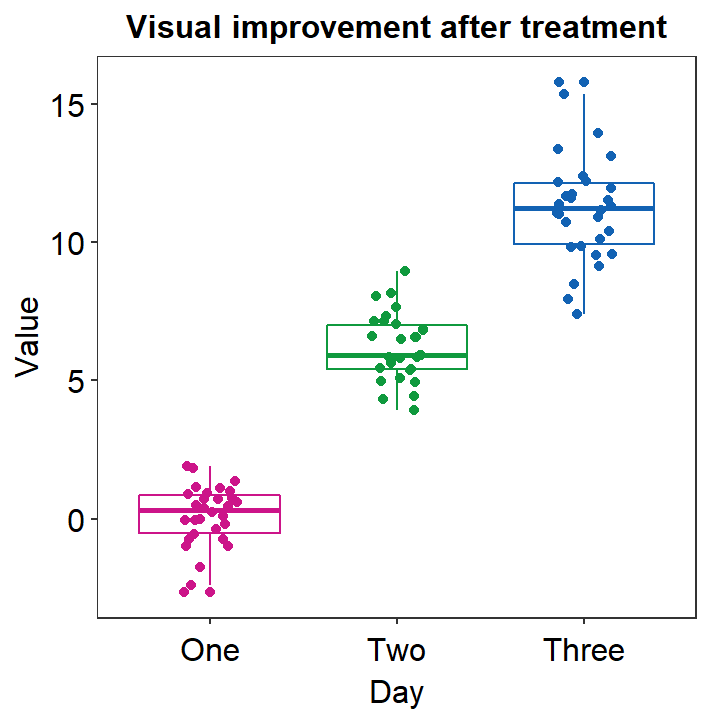 Visual improvement after treatment
15
10
5
0
Value
One Two Three
Day